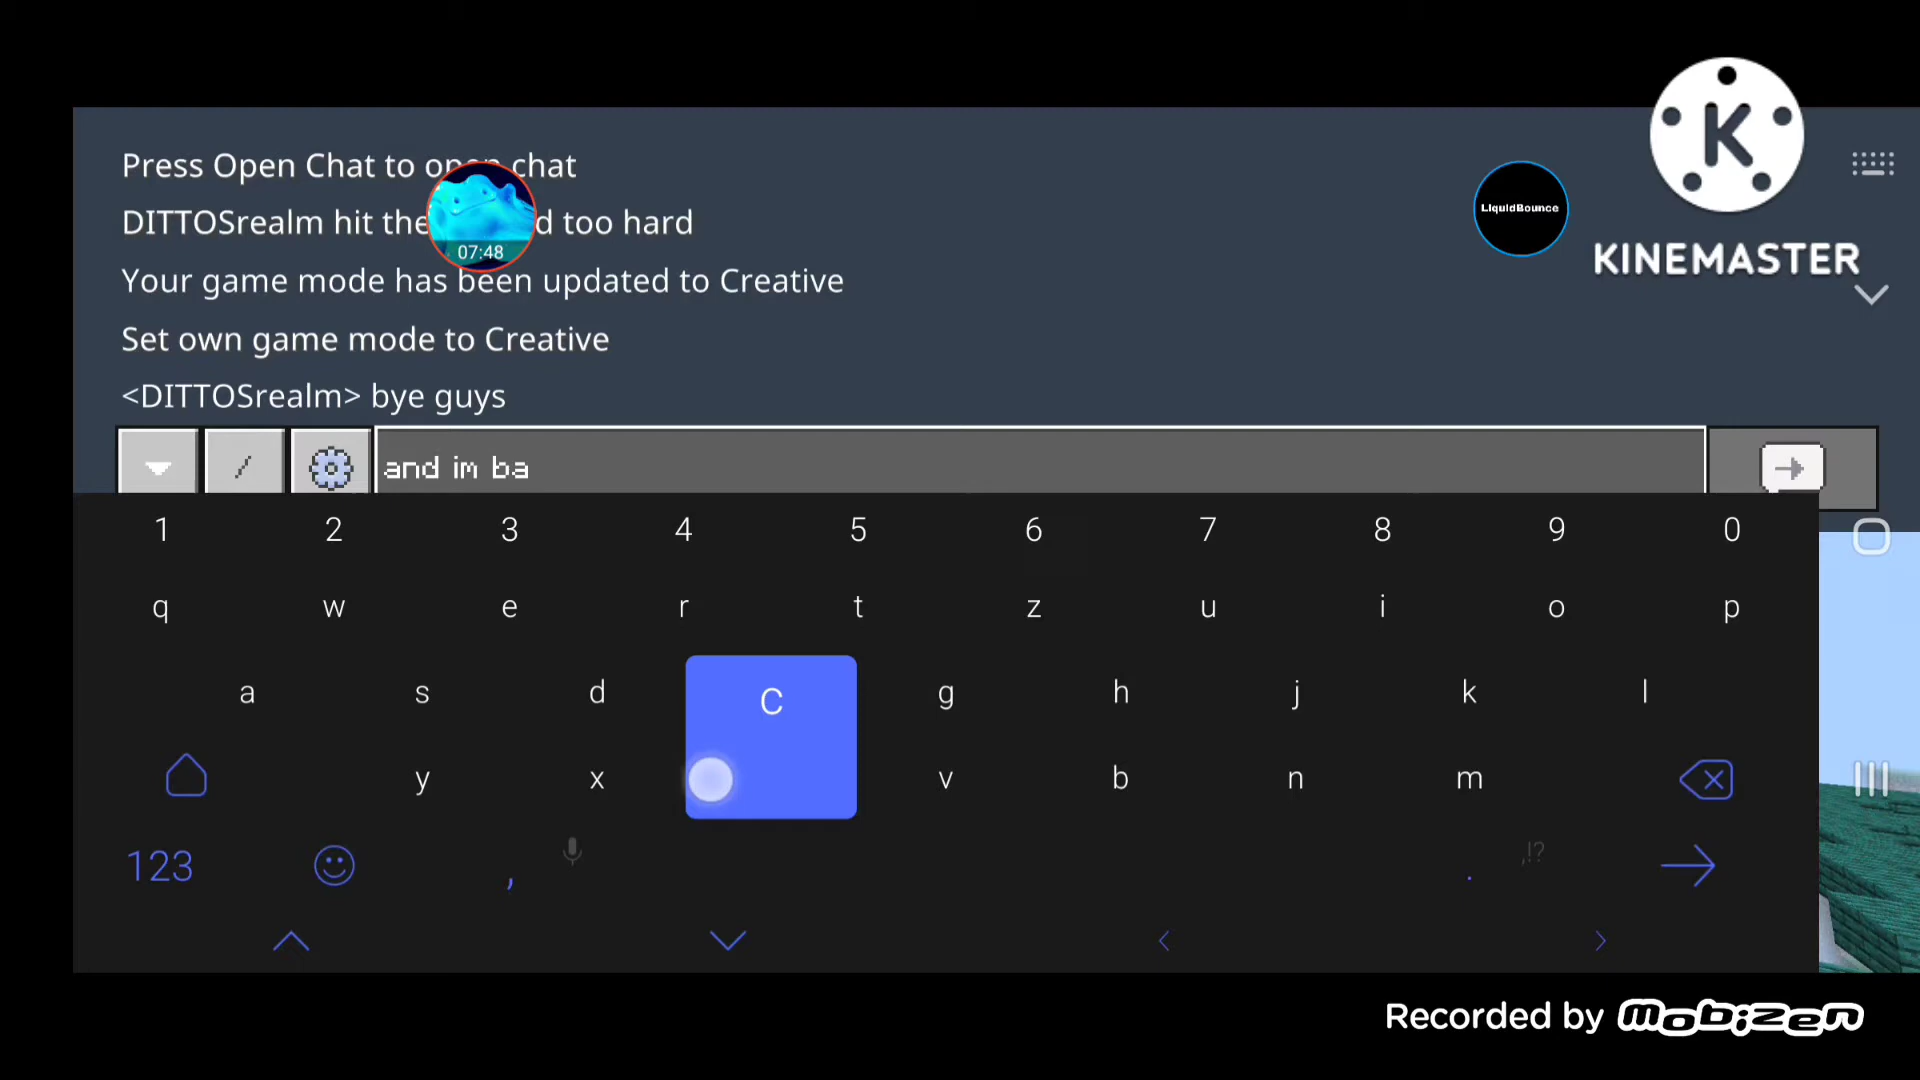 Press Open Chat to open chat
DITTOSrealm hit the d too hard
07:48
Your game mode has been updated to Creative
Set own game mode to Creative
<DITTOSrealm> bye guys
LiquidBounce
K
KINEMASTER
/ and im ba
1 2 3 4 5 6 7 8 9 0
q w e r t z u i o p
a s d C g h j k l
y x v b n m
123 , ,!? .
Recorded by mobizen